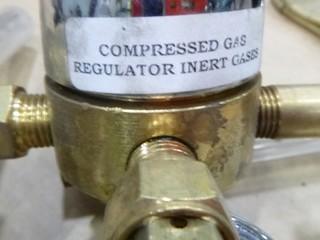 COMPRESSED GAS
REGULATOR INERT GASES